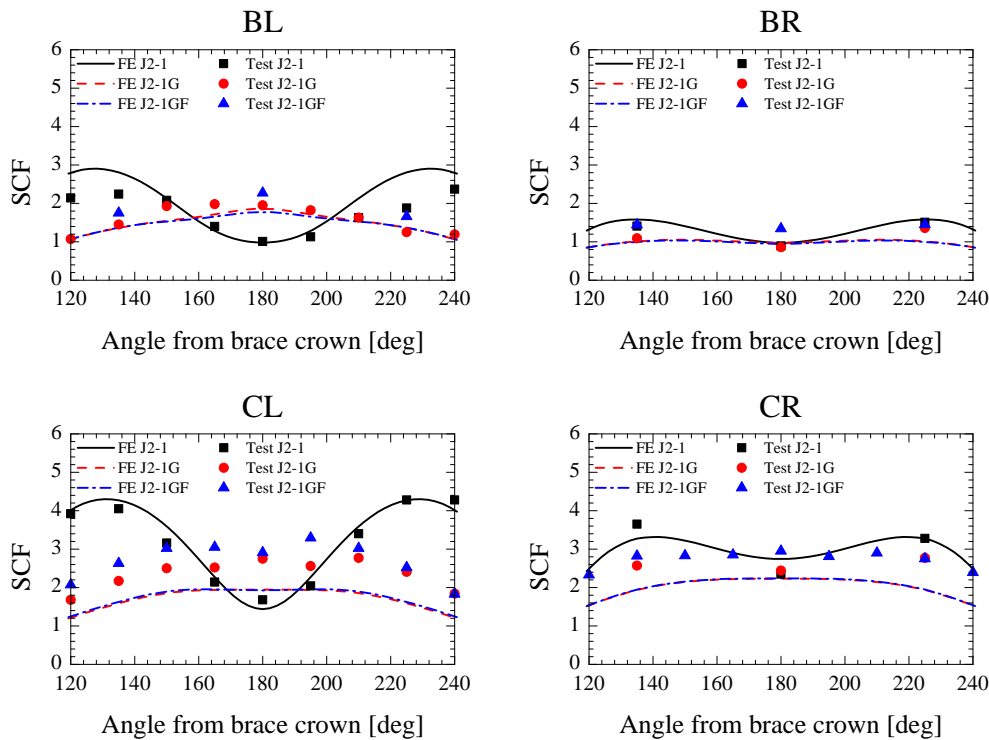 BL
SCF
6
5
4
3
2
1
0
FE J2-1
Test J2-1
FE J2-1G
Test J2-1G
FE J2-1GF
Test J2-1GF
120 140 160 180 200 220 240
Angle from brace crown [deg]
BR
SCF
6
5
4
3
2
1
0
FE J2-1
Test J2-1
FE J2-1G
Test J2-1G
FE J2-1GF
Test J2-1GF
120 140 160 180 200 220 240
Angle from brace crown [deg]
CL
SCF
6
5
4
3
2
1
0
FE J2-1
Test J2-1
FE J2-1G
Test J2-1G
FE J2-1GF
Test J2-1GF
120 140 160 180 200 220 240
Angle from brace crown [deg]
CR
SCF
6
5
4
3
2
1
0
FE J2-1
Test J2-1
FE J2-1G
Test J2-1G
FE J2-1GF
Test J2-1GF
120 140 160 180 200 220 240
Angle from brace crown [deg]